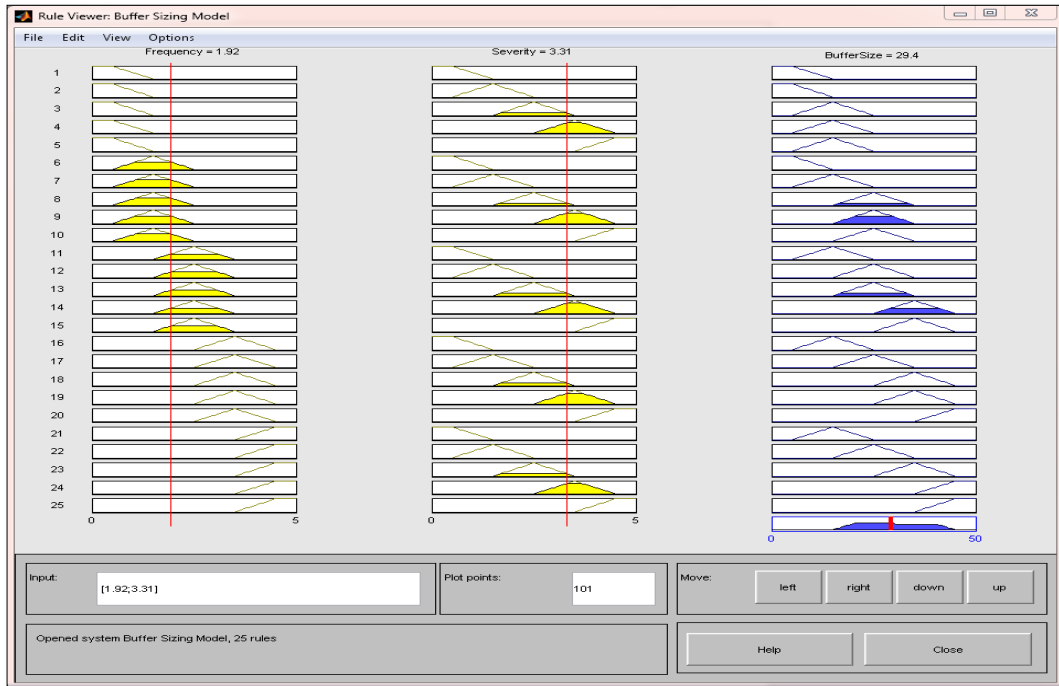 Rule Viewer: Buffer Sizing Model
File Edit View Options
Frequency = 1.92
Severity = 3.31
BufferSize = 29.4
1
2
3
4
5
6
7
8
9
10
11
12
13
14
15
16
17
18
19
20
21
22
23
24
25
0 5 0 5
0 50
Input: [1.92;3.31] Plot points: 101 Move: left right down up
Opened system Buffer Sizing Model, 25 rules
Help Close